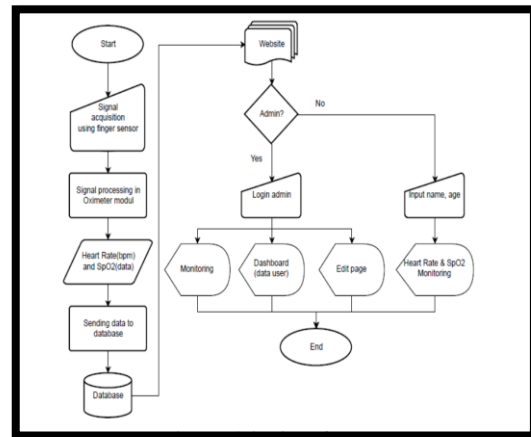 Start
Signal
acquisition
using finger sensor
Signal processing in
Oximeter modul
Heart Rate(bpm)
and SpO2(data)
Sending data to
database
Database
Website
Admin?
No
Yes
Login admin
Input name, age
Monitoring
Dashboard
(data user)
Edit page
Heart Rate & SpO2
Monitoring
End